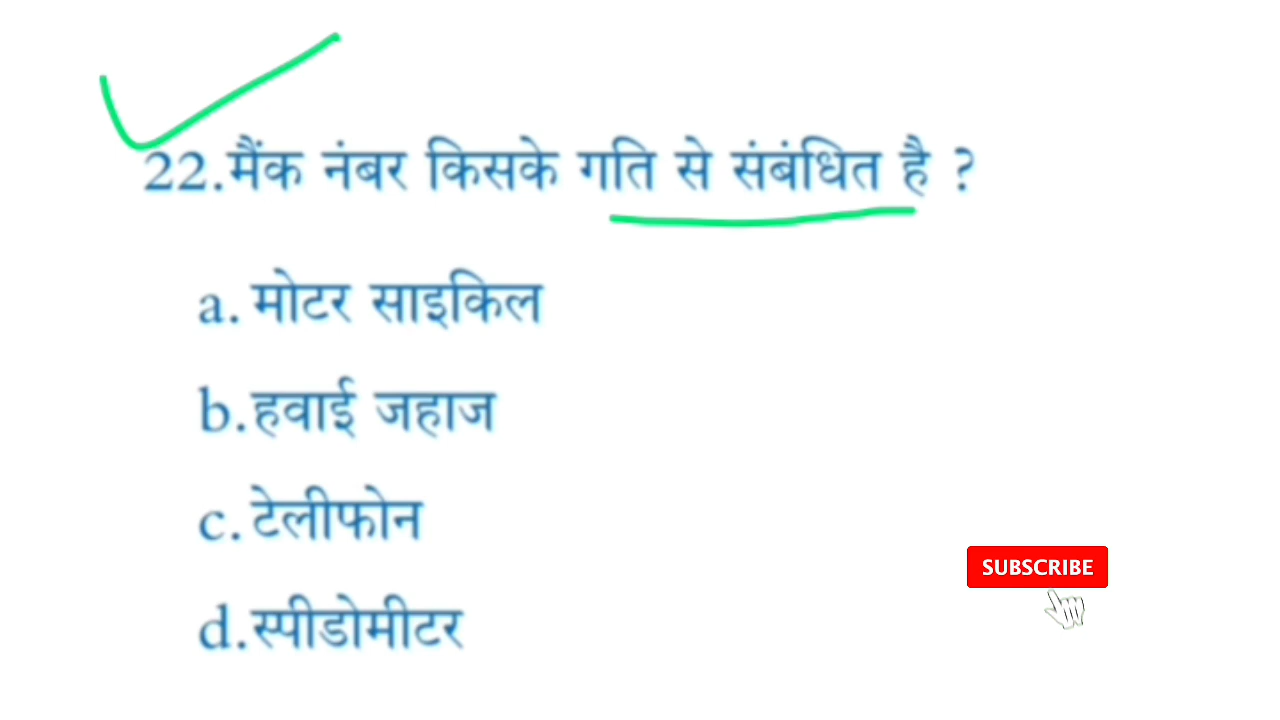 22.मैंक नंबर किसके गति से संबंधित है ?
a. मोटर साइकिल
b. हवाई जहाज
c. टेलीफोन
d. स्पीडोमीटर
SUBSCRIBE